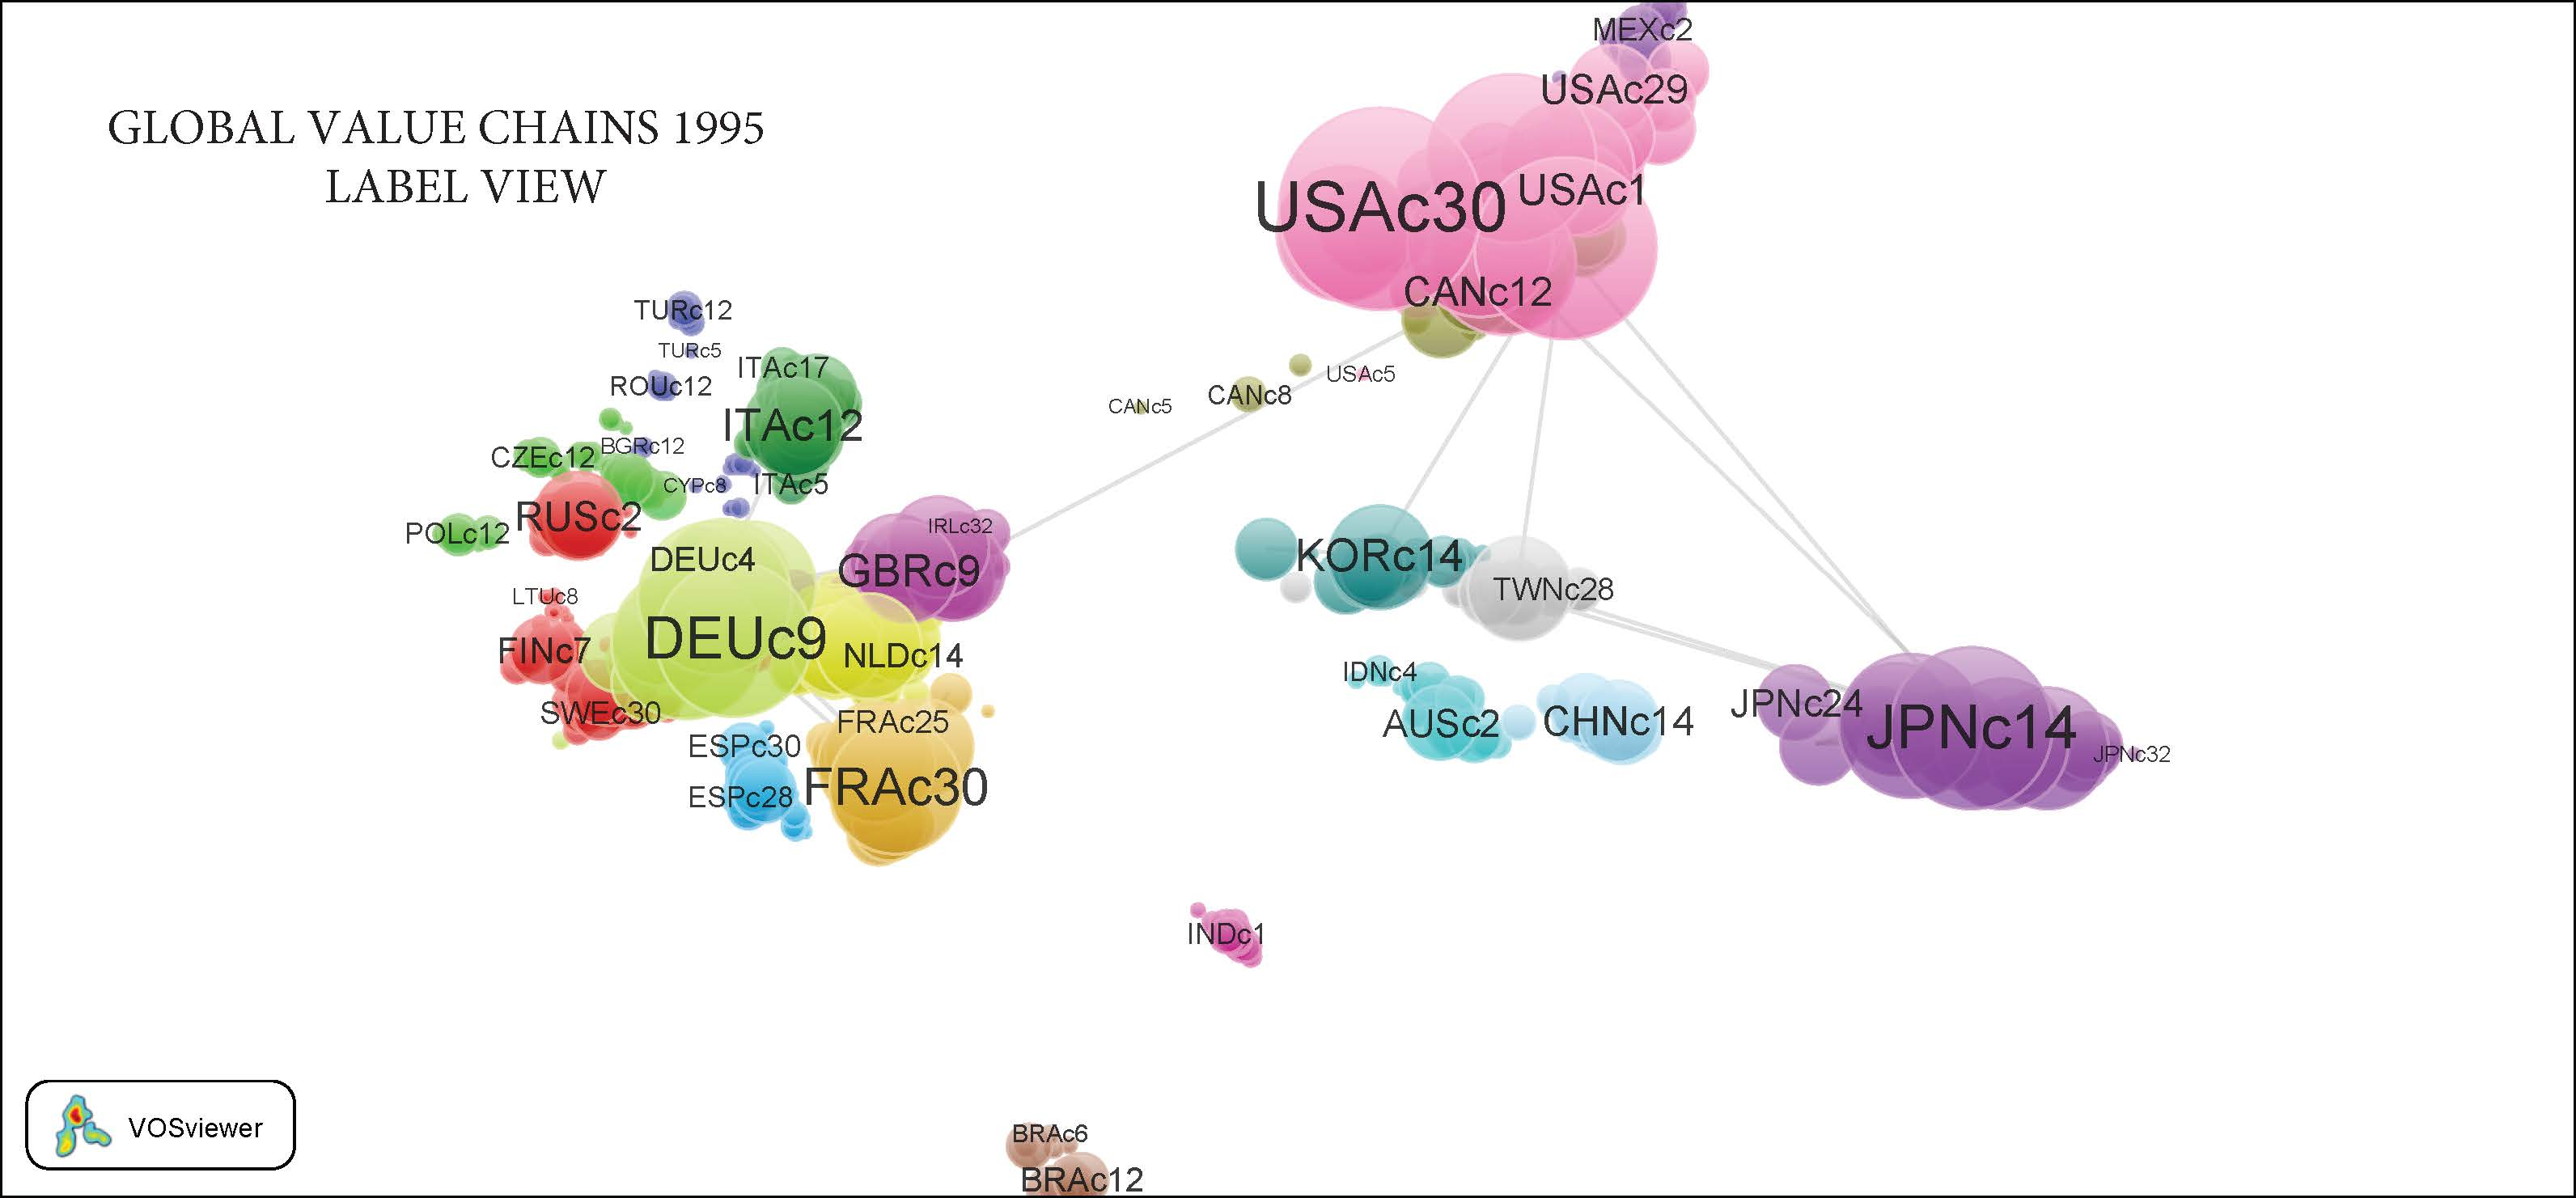 GLOBAL VALUE CHAINS 1995
LABEL VIEW
MEXc2
USAc29
USAc1
USAc30
CANc12
USAc5
CANc8
CANc5
TURc12
TURc5
ROUc12
ITAc17
ITAc12
BGRc12
CZEc12
CYPc8
ITAc5
RUSc2
POLc12
IRLc32
DEUc4
GBRc9
LTUc8
DEUc9
FINc7
NLDc14
SWEc30
FRAc25
ESPc30
FRAc30
ESPc28
KORc14
TWNc28
IDNc4
AUSc2
CHNc14
JPNc24
JPNc14
JPNc32
INDc1
BRAc6
BRAc12
VOSviewer